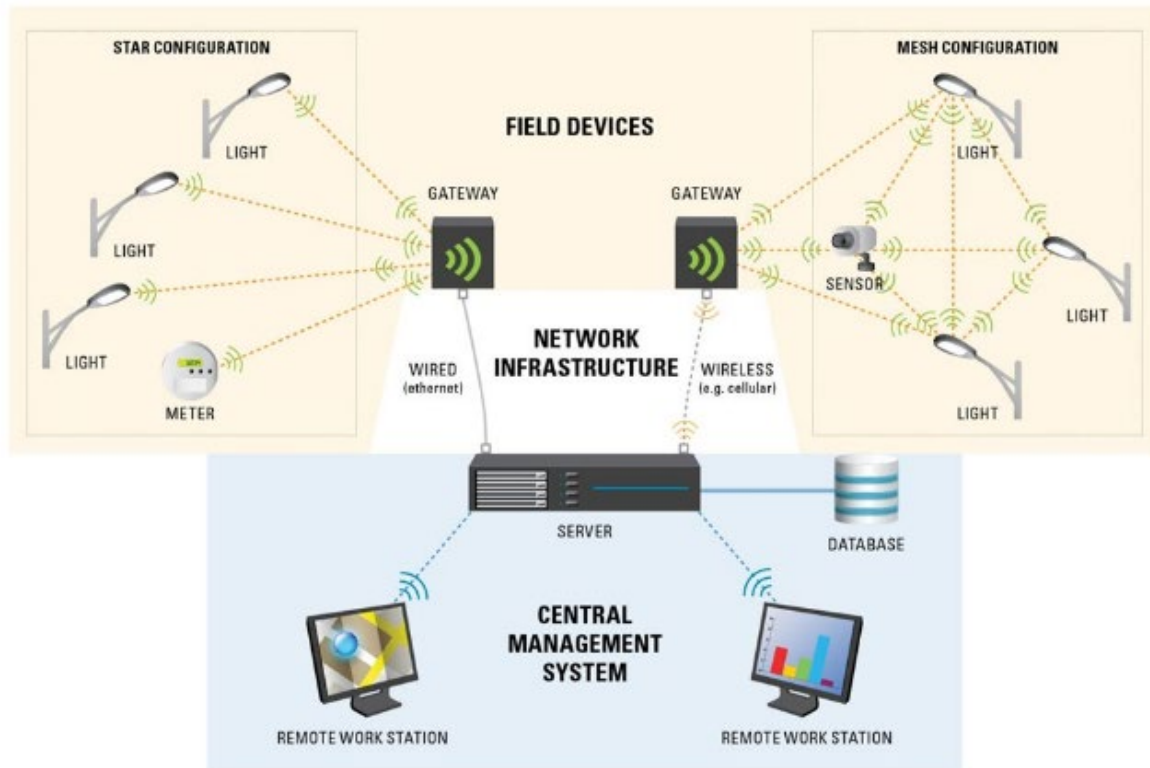 STAR CONFIGURATION
MESH CONFIGURATION
FIELD DEVICES
LIGHT
LIGHT
LIGHT
METER
GATEWAY
GATEWAY
LIGHT
SENSOR
LIGHT
LIGHT
NETWORK
INFRASTRUCTURE
WIRED
(ethernet)
WIRELESS
(e.g. cellular)
SERVER
DATABASE
CENTRAL
MANAGEMENT
SYSTEM
REMOTE WORK STATION
REMOTE WORK STATION